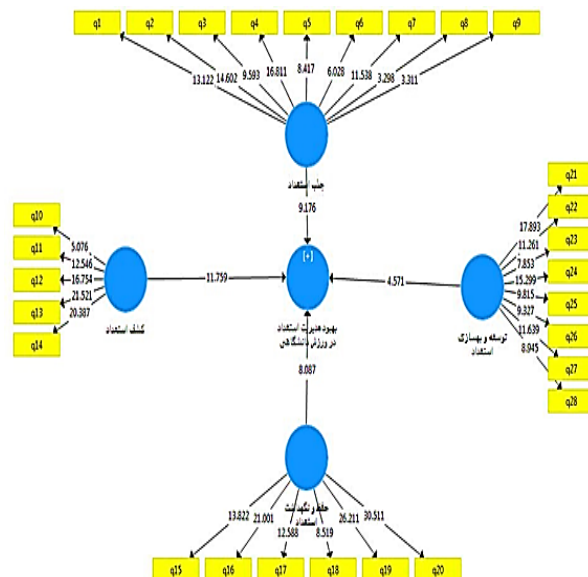 q1 q2 q3 q4 q5 q6 q7 q8 q9
13.122 14.602 9.593 16.811 8.417 6.028 11.538 3.298 3.311
جذب استعداد
9.176
q10
q11
q12
q13
q14
5.076
12.546
16.754
21.521
20.387
کشف استعداد
11.759
[+]
بهبود مدیریت استعداد
در ورزش دانشگاهی
4.571
q21
q22
q23
q24
q25
q26
q27
q28
17.893
11.261
7.853
15.299
9.815
9.327
11.639
8.945
توسعه و بهسازی
استعداد
8.087
حفظ و نگهداشت
استعداد
13.822 21.001 12.588 8.519 26.211 30.511
q15 q16 q17 q18 q19 q20